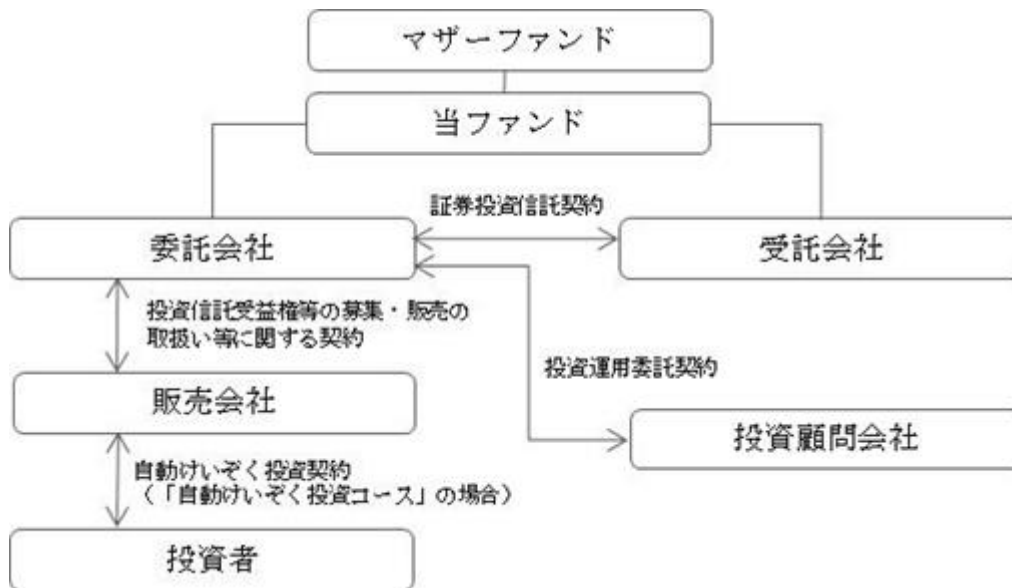 マザーファンド
当ファンド
証券投資信託契約
委託会社
受託会社
投資信託受益権等の募集・販売の
取扱い等に関する契約
投資運用委託契約
販売会社
投資顧問会社
自動けいぞく投資契約
（「自動けいぞく投資コース」の場合）
投資者